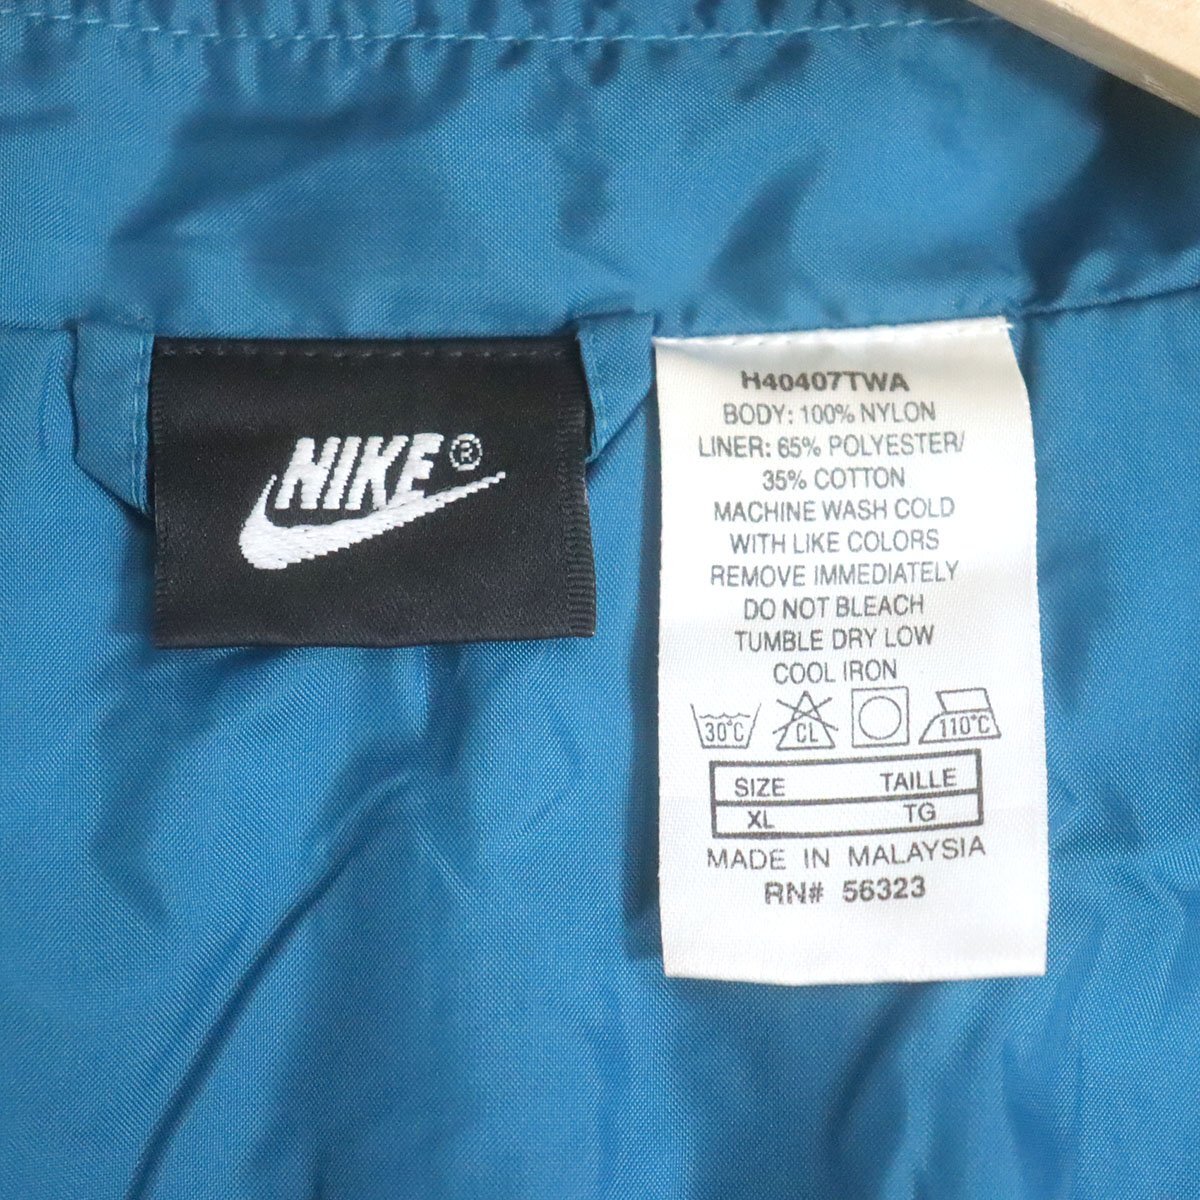 NIKE®
H40407TWA
BODY: 100% NYLON
LINER: 65% POLYESTER/
35% COTTON
MACHINE WASH COLD
WITH LIKE COLORS
REMOVE IMMEDIATELY
DO NOT BLEACH
TUMBLE DRY LOW
COOL IRON
30°C CL 110°C
SIZE TAILLE
XL TG
MADE IN MALAYSIA
RN# 56323